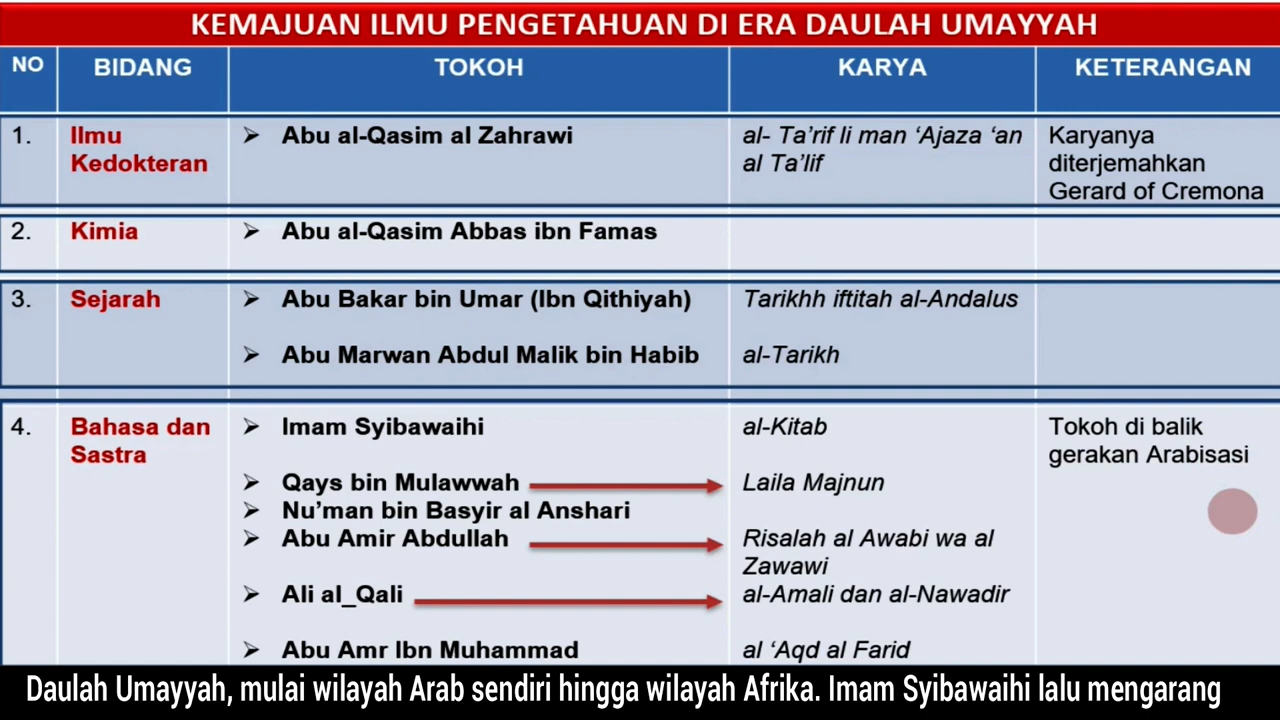 KEMAJUAN ILMU PENGETAHUAN DI ERA DAULAH UMAYYAH
NO BIDANG TOKOH KARYA KETERANGAN
1. Ilmu Kedokteran ➢ Abu al-Qasim al Zahrawi al- Ta’rif li man ‘Ajaza ‘an al Ta’lif Karyanya diterjemahkan Gerard of Cremona
2. Kimia ➢ Abu al-Qasim Abbas ibn Famas
3. Sejarah ➢ Abu Bakar bin Umar (Ibn Qithiyah) Tarikhh iftitah al-Andalus
➢ Abu Marwan Abdul Malik bin Habib al-Tarikh
4. Bahasa dan Sastra ➢ Imam Syibawaihi al-Kitab Tokoh di balik gerakan Arabisasi
➢ Qays bin Mulawwah Laila Majnun
➢ Nu’man bin Basyir al Anshari
➢ Abu Amir Abdullah Risalah al Awabi wa al Zawawi
➢ Ali al_Qali al-Amali dan al-Nawadir
➢ Abu Amr Ibn Muhammad al ‘Aqd al Farid
Daulah Umayyah, mulai wilayah Arab sendiri hingga wilayah Afrika. Imam Syibawaihi lalu mengarang